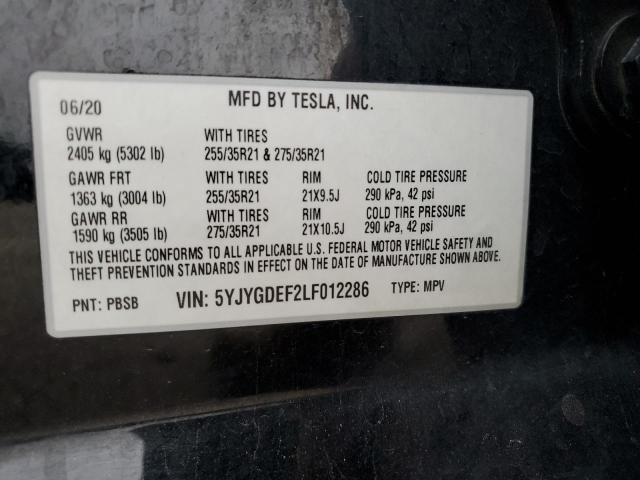 06/20 MFD BY TESLA, INC.
GVWR WITH TIRES
2405 kg (5302 lb) 255/35R21 & 275/35R21
GAWR FRT WITH TIRES RIM COLD TIRE PRESSURE
1363 kg (3004 lb) 255/35R21 21X9.5J 290 kPa, 42 psi
GAWR RR WITH TIRES RIM COLD TIRE PRESSURE
1590 kg (3505 lb) 275/35R21 21X10.5J 290 kPa, 42 psi
THIS VEHICLE CONFORMS TO ALL APPLICABLE U.S. FEDERAL MOTOR VEHICLE SAFETY AND
THEFT PREVENTION STANDARDS IN EFFECT ON THE DATE OF MANUFACTURE SHOWN ABOVE.
PNT: PBSB VIN: 5YJYGDEF2LF012286 TYPE: MPV